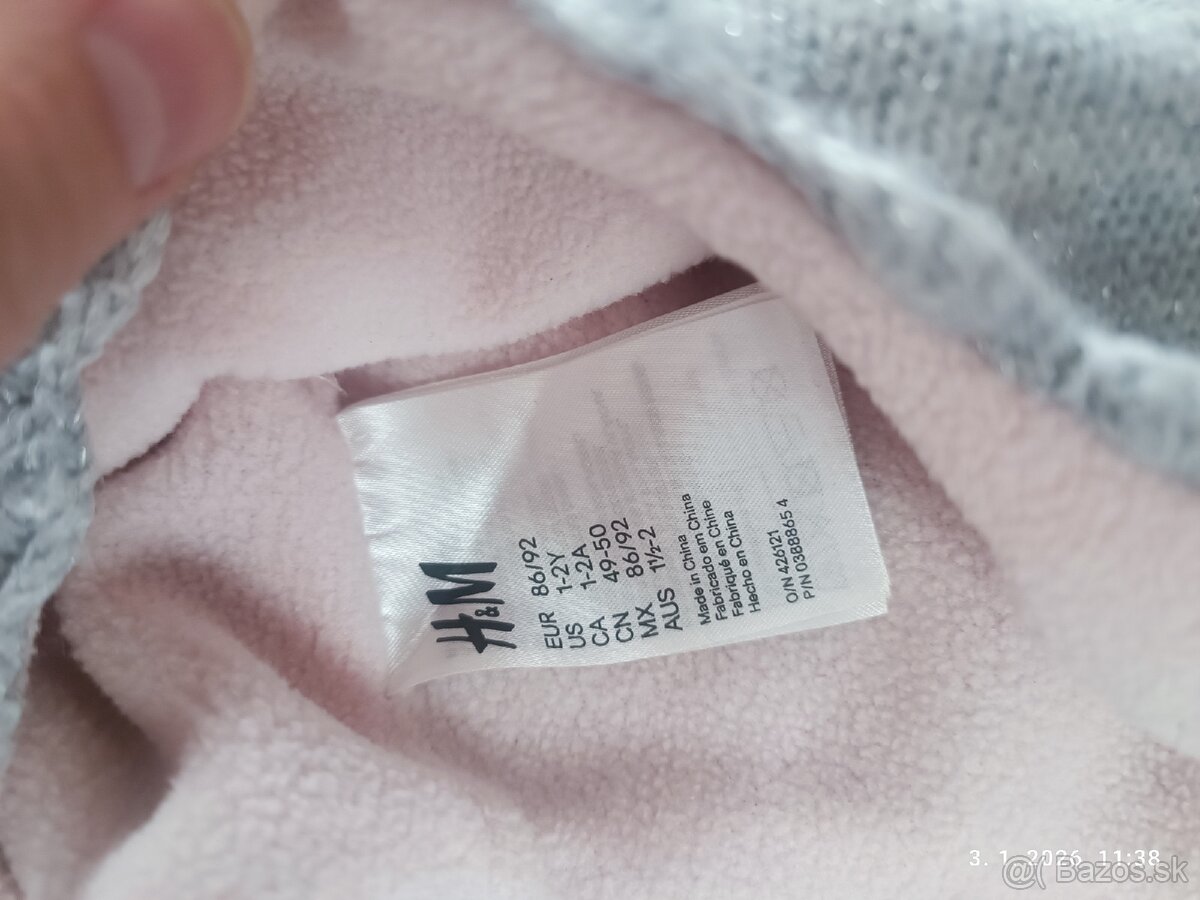 H&M
EUR 86/92
US 1-2Y
CA 1-2A
CN 49-50
MX 86/92
AUS 1½-2
Made in China
Fabricado em China
Fabriqué en Chine
Hecho en China
O/N 426121
P/N 0388865 4
3. 1. 2026 11:38
@( Bazos.sk